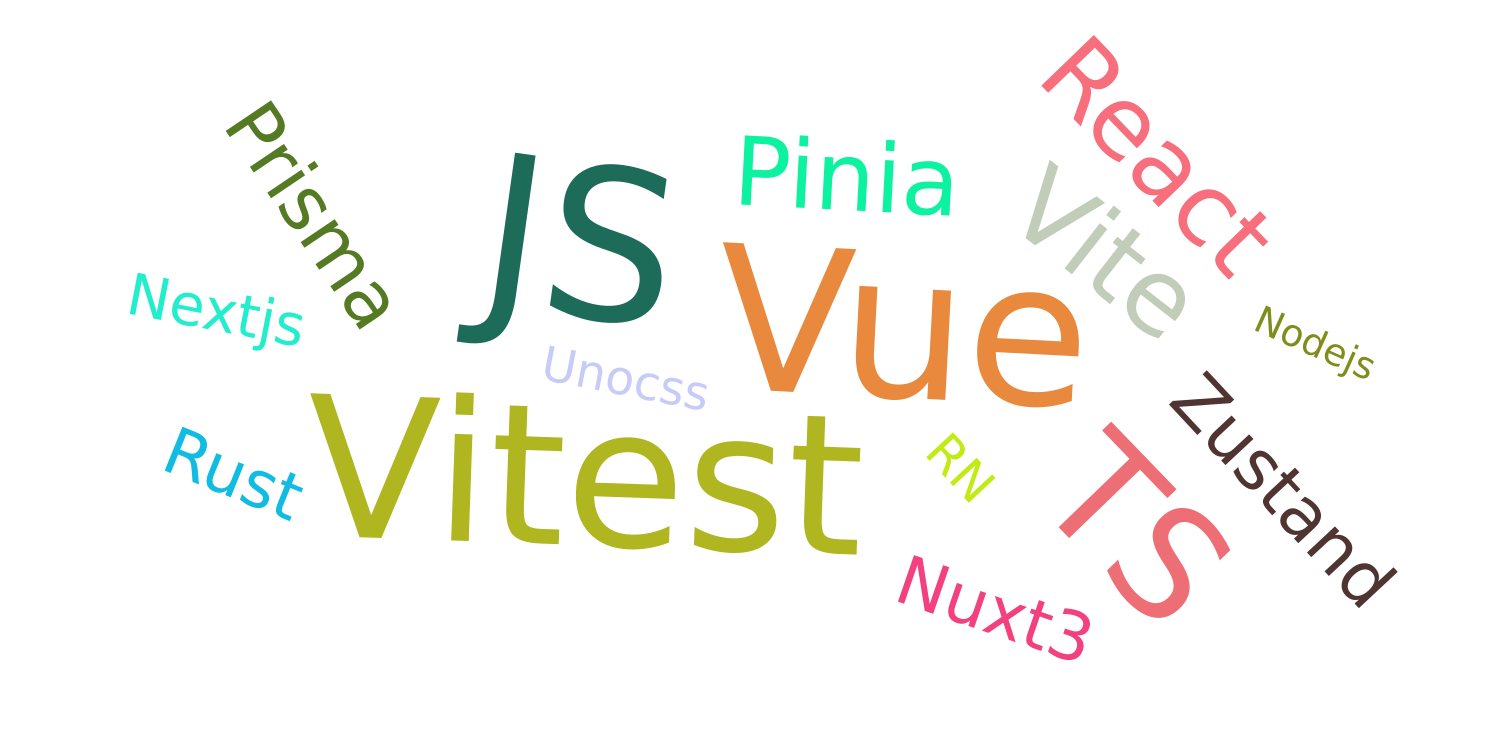 React
Prisma
JS
Pinia
Vite
Vue
Nextjs
Nodejs
Unocss
Zustand
Vitest
Rust
RN
TS
Nuxt3